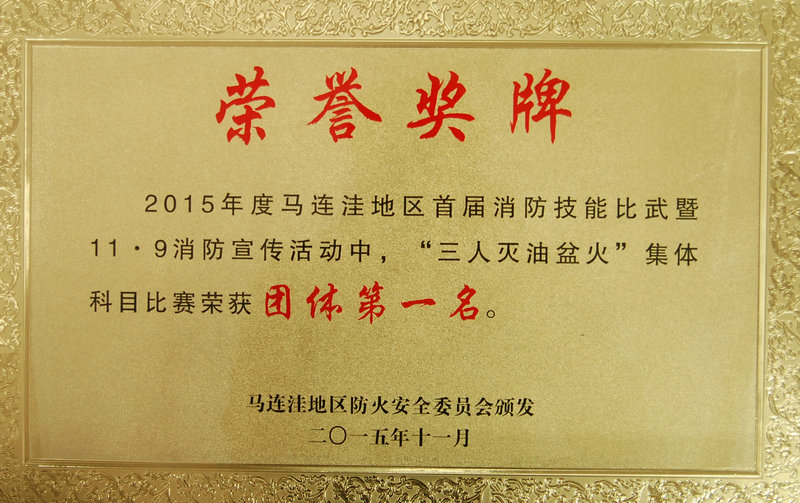 荣誉奖牌
2015年度马连洼地区首届消防技能比武暨
11·9消防宣传活动中，“三人灭油盆火”集体
科目比赛荣获团体第一名。
马连洼地区防火安全委员会颁发
二〇一五年十一月